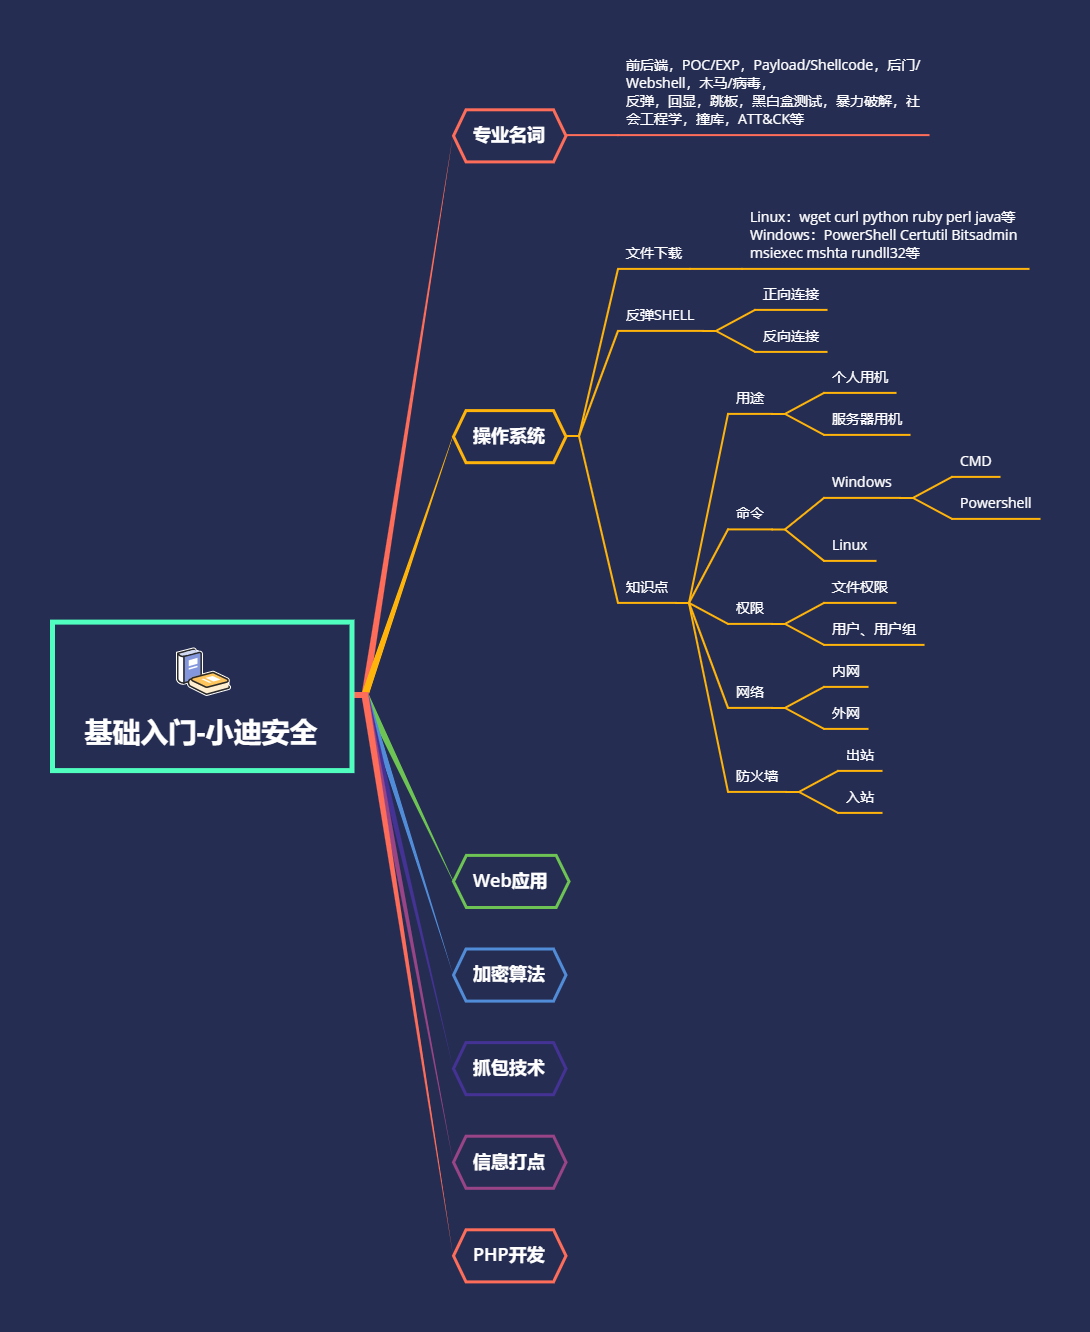 前后端，POC/EXP，Payload/Shellcode，后门/
Webshell，木马/病毒，
反弹，回显，跳板，黑白盒测试，暴力破解，社
会工程学，撞库，ATT&CK等
专业名词
Linux：wget curl python ruby perl java等
Windows：PowerShell Certutil Bitsadmin
msiexec mshta rundll32等
文件下载
正向连接
反弹SHELL
反向连接
个人用机
用途
服务器用机
操作系统
CMD
Windows
Powershell
命令
Linux
知识点
文件权限
权限
用户、用户组
内网
网络
外网
出站
防火墙
入站
基础入门-小迪安全
Web应用
加密算法
抓包技术
信息打点
PHP开发